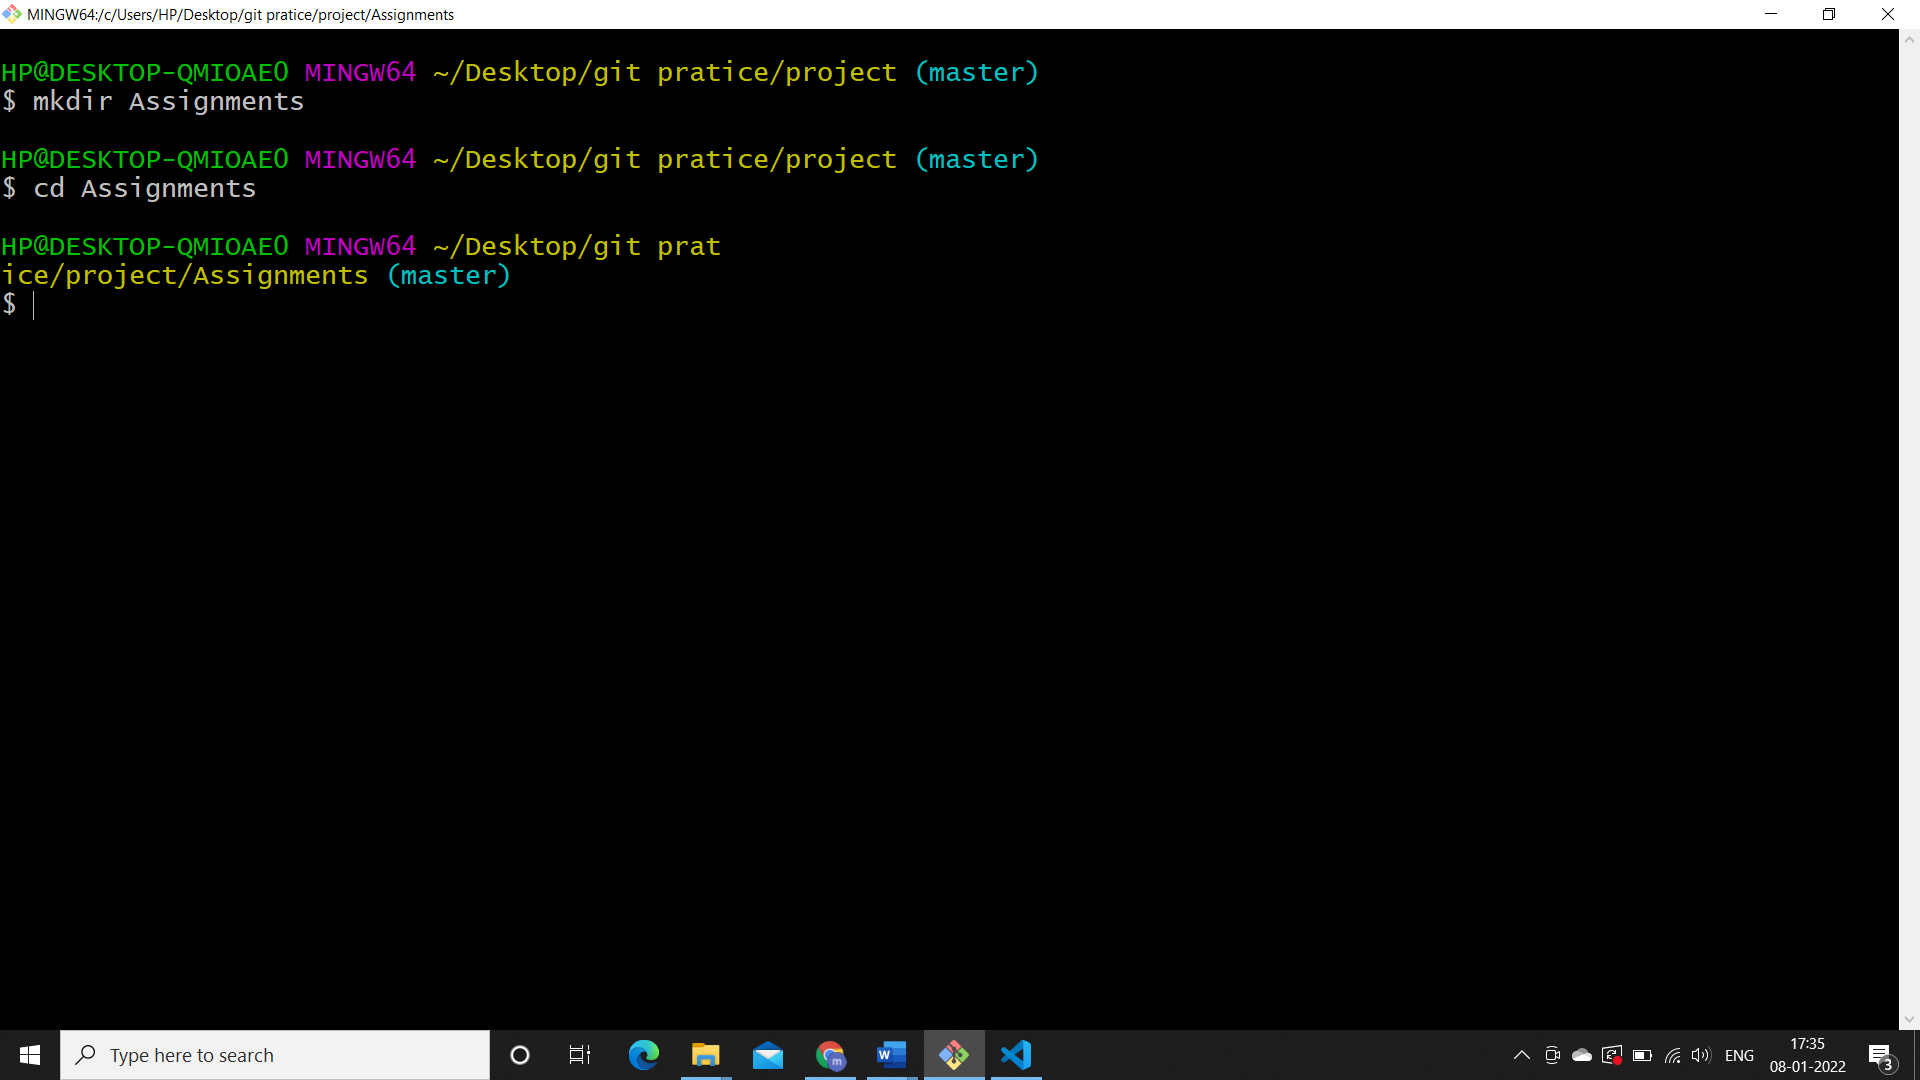 MINGW64:/c/Users/HP/Desktop/git pratice/project/Assignments
HP@DESKTOP-QMIOAE0 MINGW64 ~/Desktop/git pratice/project (master)
$ mkdir Assignments
HP@DESKTOP-QMIOAE0 MINGW64 ~/Desktop/git pratice/project (master)
$ cd Assignments
HP@DESKTOP-QMIOAE0 MINGW64 ~/Desktop/git prat
ice/project/Assignments (master)
$
Type here to search
ENG
17:35
08-01-2022
3